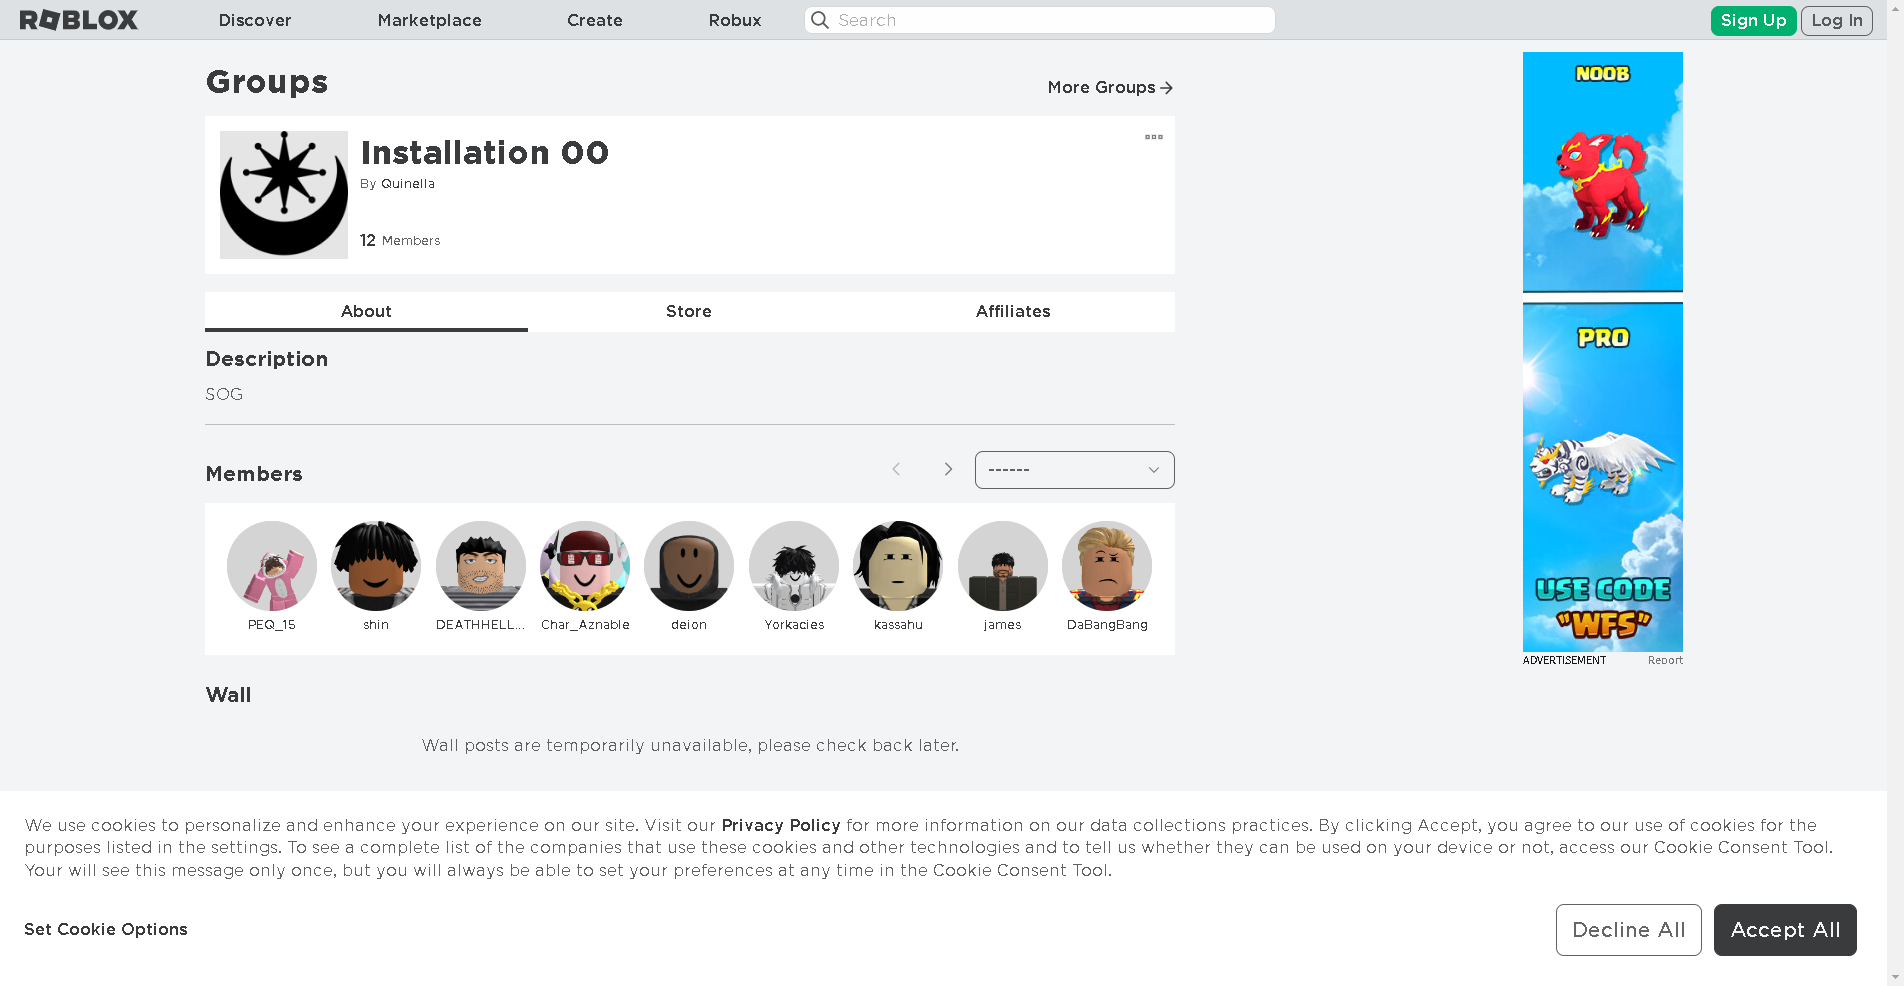 ROBLOX
Discover
Marketplace
Create
Robux
Search
Sign Up
Log In
Groups
More Groups
Installation 00
By Quinella
12 Members
About
Store
Affiliates
Description
SOG
Members
------
PEQ_15
shin
DEATHHELL...
Char_Aznable
deion
Yorkacies
kassahu
james
DaBangBang
Wall
Wall posts are temporarily unavailable, please check back later.
NOOB
PRO
USE CODE
"WFS"
ADVERTISEMENT
Report
We use cookies to personalize and enhance your experience on our site. Visit our Privacy Policy for more information on our data collections practices. By clicking Accept, you agree to our use of cookies for the
purposes listed in the settings. To see a complete list of the companies that use these cookies and other technologies and to tell us whether they can be used on your device or not, access our Cookie Consent Tool.
Your will see this message only once, but you will always be able to set your preferences at any time in the Cookie Consent Tool.
Set Cookie Options
Decline All
Accept All